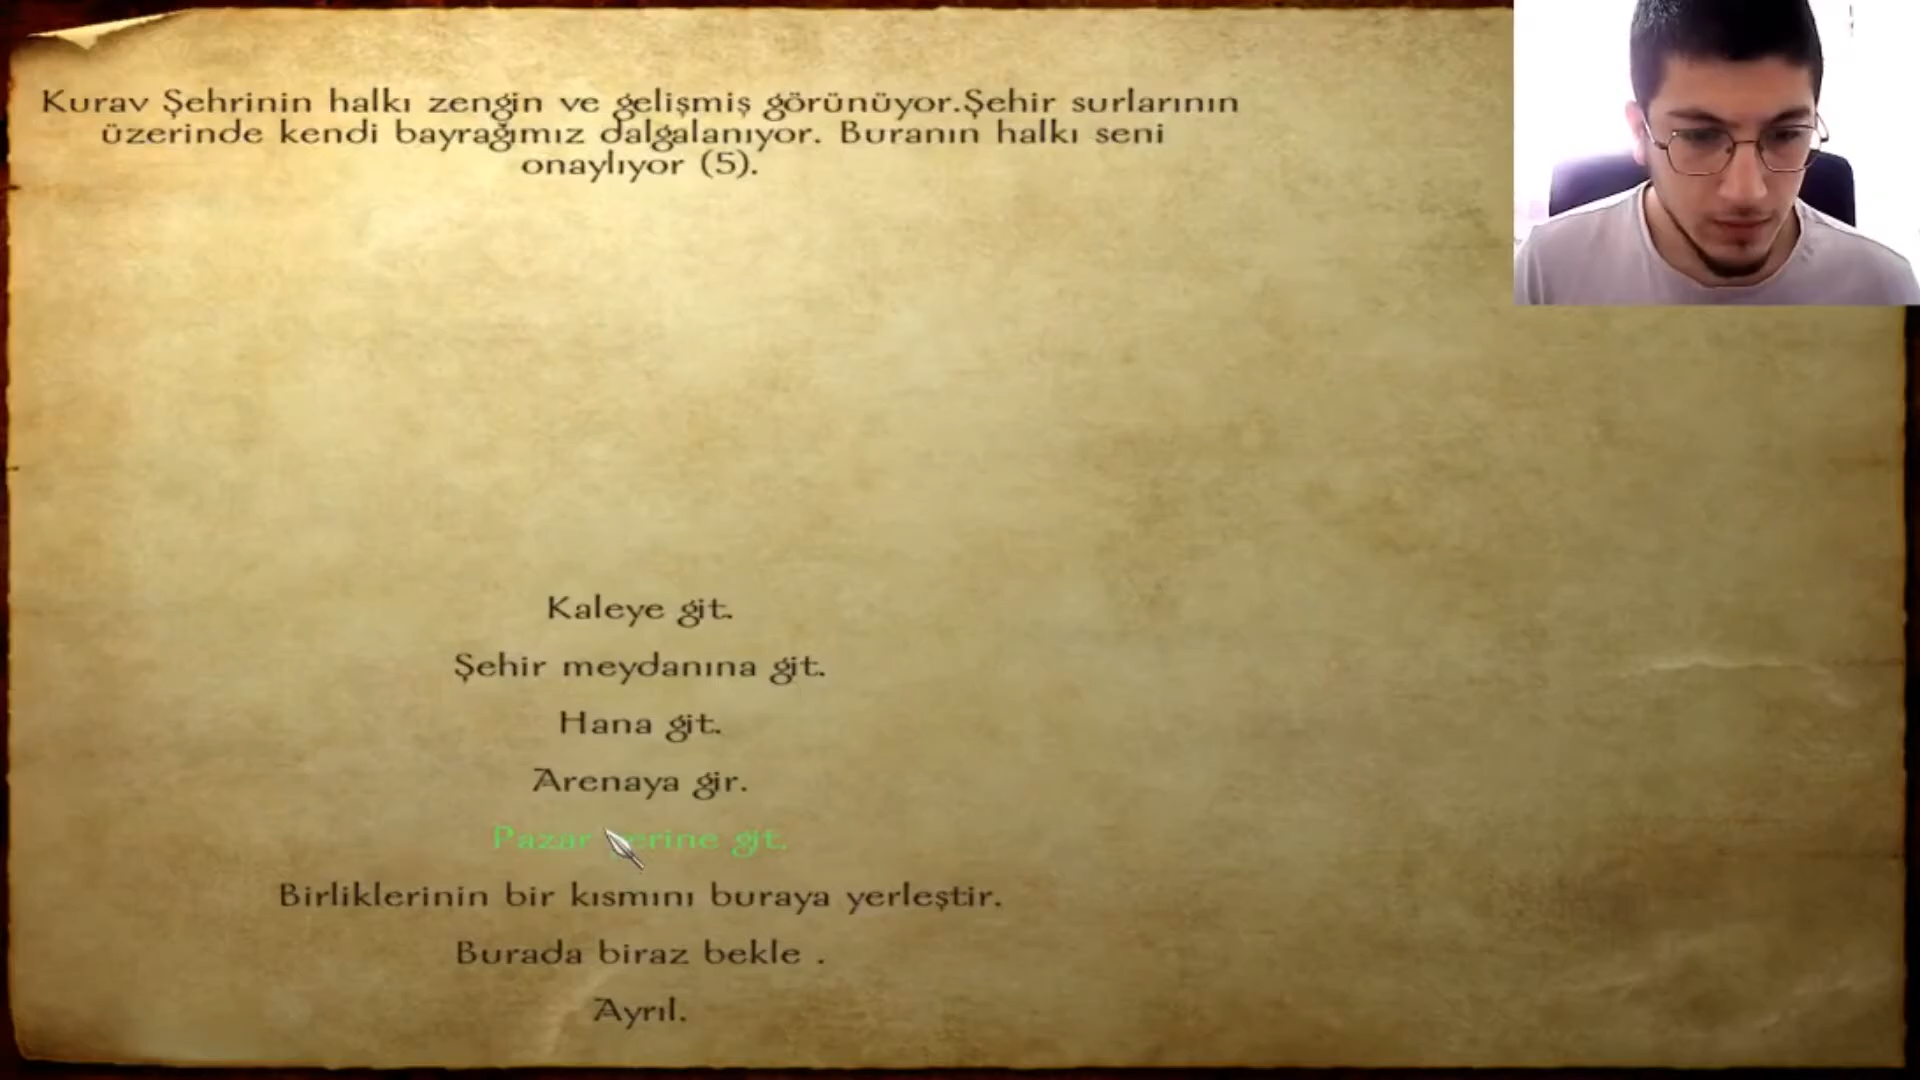 Kurav Şehrinin halkı zengin ve gelişmiş görünüyor.Şehir surlarının
üzerinde kendi bayrağımız dalgalanıyor. Buranın halkı seni
onaylıyor (5).
Kaleye git.
Şehir meydanına git.
Hana git.
Arenaya gir.
Pazar yerine git.
Birliklerinin bir kısmını buraya yerleştir.
Burada biraz bekle .
Ayrıl.